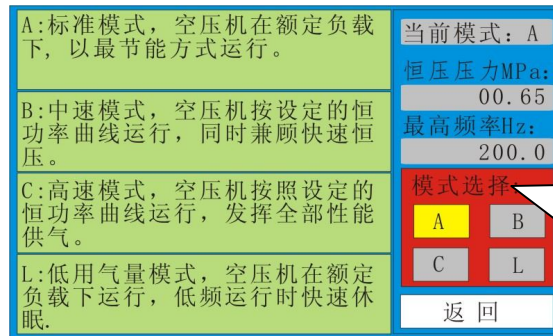 A:标准模式，空压机在额定负载
下，以最节能方式运行。
B:中速模式，空压机按设定的恒
功率曲线运行，同时兼顾快速恒
压。
C:高速模式，空压机按照设定的
恒功率曲线运行，发挥全部性能
供气。
L:低用气量模式，空压机在额定
负载下运行，低频运行时快速休
眠.
当前模式：A
恒压压力MPa:
00.65
最高频率Hz:
200.0
模式选择
A
B
C
L
返 回